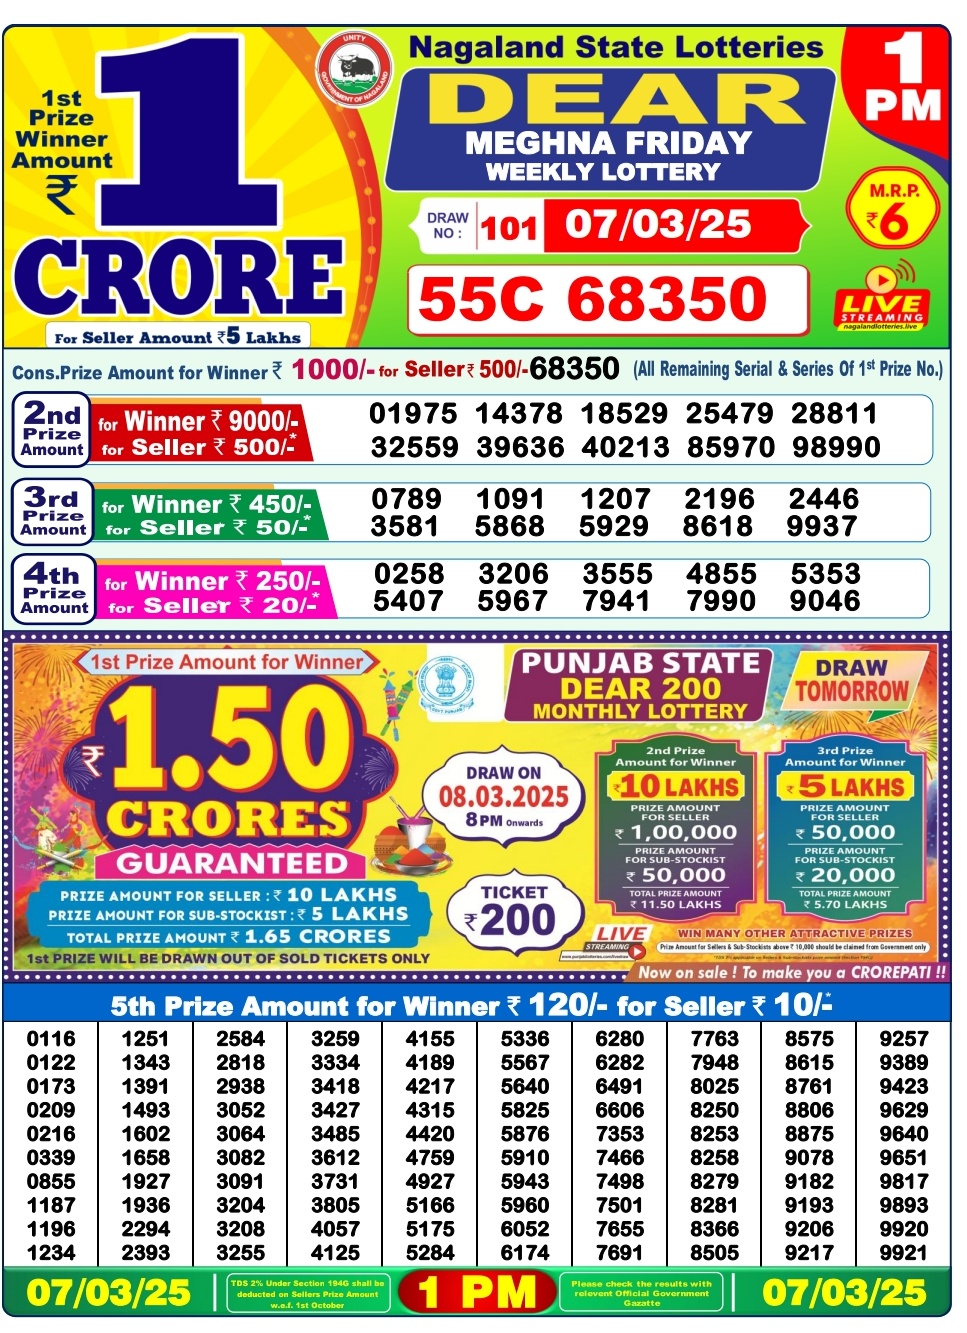 1st
Prize
Winner
Amount
₹
1
CRORE
For Seller Amount ₹5 Lakhs
UNITY
GOVERNMENT OF NAGALAND
Nagaland State Lotteries
DEAR
MEGHNA FRIDAY
WEEKLY LOTTERY
1
PM
DRAW NO : 101 07/03/25
M.R.P.
₹6
55C 68350
LIVE
STREAMING
nagalandlotteries.live
Cons.Prize Amount for Winner ₹ 1000/- for Seller ₹ 500/- 68350 (All Remaining Serial & Series Of 1st Prize No.)
2nd
Prize
Amount
for Winner ₹ 9000/-
for Seller ₹ 500/-*
01975 14378 18529 25479 28811
32559 39636 40213 85970 98990
3rd
Prize
Amount
for Winner ₹ 450/-
for Seller ₹ 50/-*
0789 1091 1207 2196 2446
3581 5868 5929 8618 9937
4th
Prize
Amount
for Winner ₹ 250/-
for Seller ₹ 20/-*
0258 3206 3555 4855 5353
5407 5967 7941 7990 9046
1st Prize Amount for Winner
₹ 1.50
CRORES
GUARANTEED
PRIZE AMOUNT FOR SELLER : ₹ 10 LAKHS
PRIZE AMOUNT FOR SUB-STOCKIST : ₹ 5 LAKHS
TOTAL PRIZE AMOUNT ₹ 1.65 CRORES
1st PRIZE WILL BE DRAWN OUT OF SOLD TICKETS ONLY
PUNJAB STATE
DEAR 200
MONTHLY LOTTERY
DRAW
TOMORROW
DRAW ON
08.03.2025
8 PM Onwards
TICKET
₹200
2nd Prize
Amount for Winner
₹10 LAKHS
PRIZE AMOUNT
FOR SELLER
₹ 1,00,000
PRIZE AMOUNT
FOR SUB-STOCKIST
₹ 50,000
TOTAL PRIZE AMOUNT
₹ 11.50 LAKHS
3rd Prize
Amount for Winner
₹ 5 LAKHS
PRIZE AMOUNT
FOR SELLER
₹ 50,000
PRIZE AMOUNT
FOR SUB-STOCKIST
₹ 20,000
TOTAL PRIZE AMOUNT
₹ 5.70 LAKHS
LIVE
STREAMING
WIN MANY OTHER ATTRACTIVE PRIZES
Prize Amount for Sellers & Sub-Stockists above ₹ 10,000 should be claimed from Government only
Now on sale ! To make you a CROREPATI !!
5th Prize Amount for Winner ₹ 120/- for Seller ₹ 10/-*
0116 1251 2584 3259 4155 5336 6280 7763 8575 9257
0122 1343 2818 3334 4189 5567 6282 7948 8615 9389
0173 1391 2938 3418 4217 5640 6491 8025 8761 9423
0209 1493 3052 3427 4315 5825 6606 8250 8806 9629
0216 1602 3064 3485 4420 5876 7353 8253 8875 9640
0339 1658 3082 3612 4759 5910 7466 8258 9078 9651
0855 1927 3091 3731 4927 5943 7498 8279 9182 9817
1187 1936 3204 3805 5166 5960 7501 8281 9193 9893
1196 2294 3208 4057 5175 6052 7655 8366 9206 9920
1234 2393 3255 4125 5284 6174 7691 8505 9217 9921
07/03/25
TDS 2% Under Section 194G shall be
deducted on Sellers Prize Amount
w.e.f. 1st October
1 PM
Please check the results with
relevent Official Government
Gazatte
07/03/25